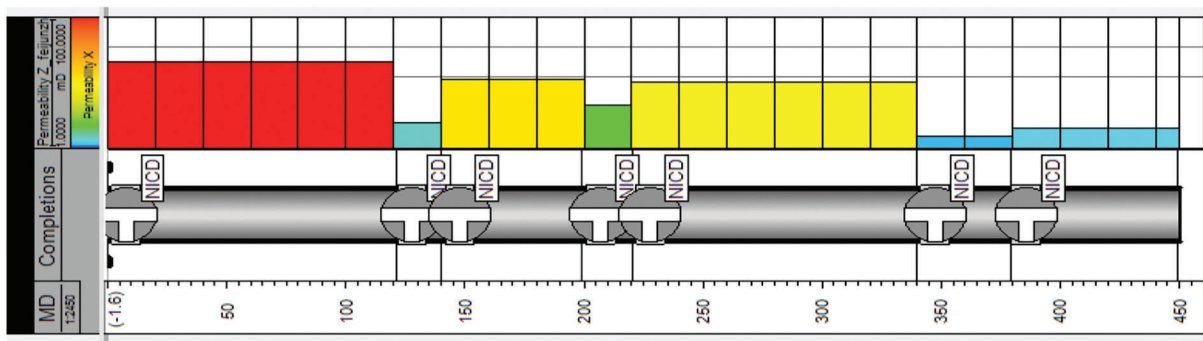 Permeability Z_feijunzh
1.0000 mD 100.0000
Permeability X
Completions
NICD
NICD
NICD
NICD
NICD
NICD
NICD
MD
1:2450
(-1.6)
50
100
150
200
250
300
350
400
450